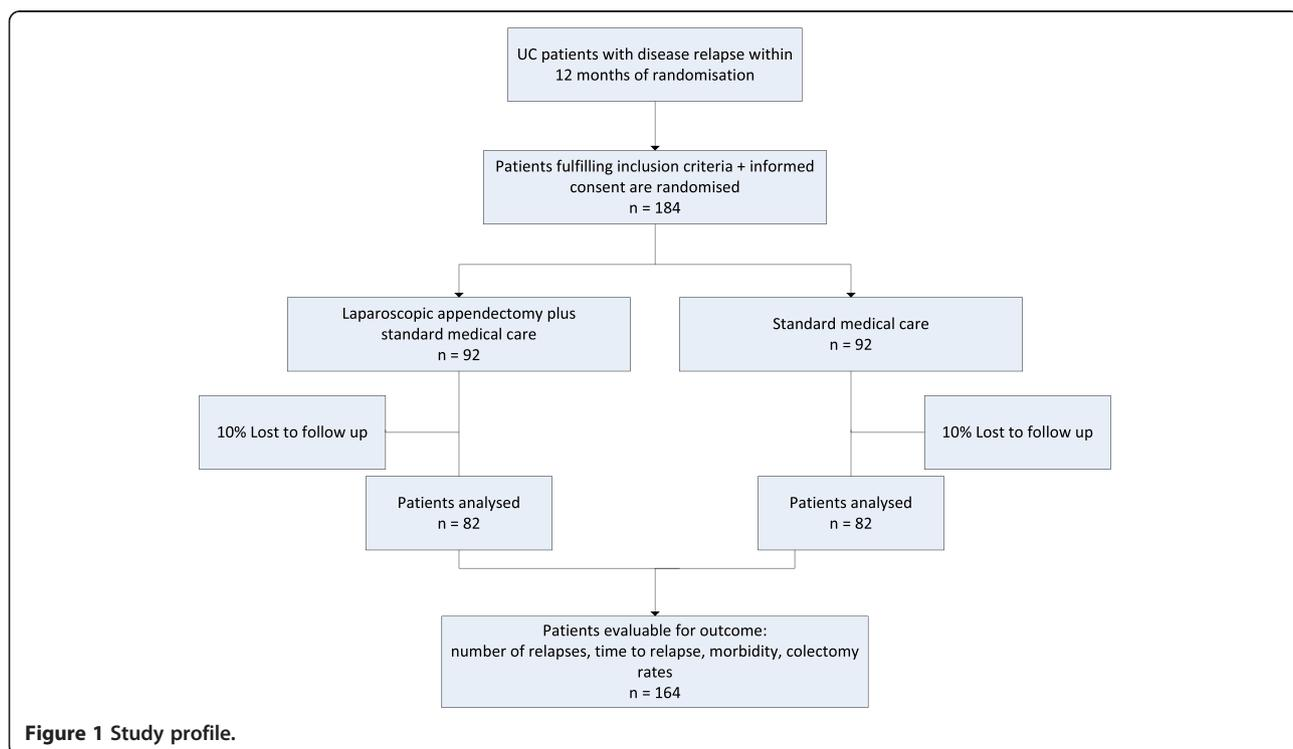 UC patients with disease relapse within
12 months of randomisation
Patients fulfilling inclusion criteria + informed
consent are randomised
n = 184
Laparoscopic appendectomy plus
standard medical care
n = 92
Standard medical care
n = 92
10% Lost to follow up
10% Lost to follow up
Patients analysed
n = 82
Patients analysed
n = 82
Patients evaluable for outcome:
number of relapses, time to relapse, morbidity, colectomy
rates
n = 164
Figure 1 Study profile.